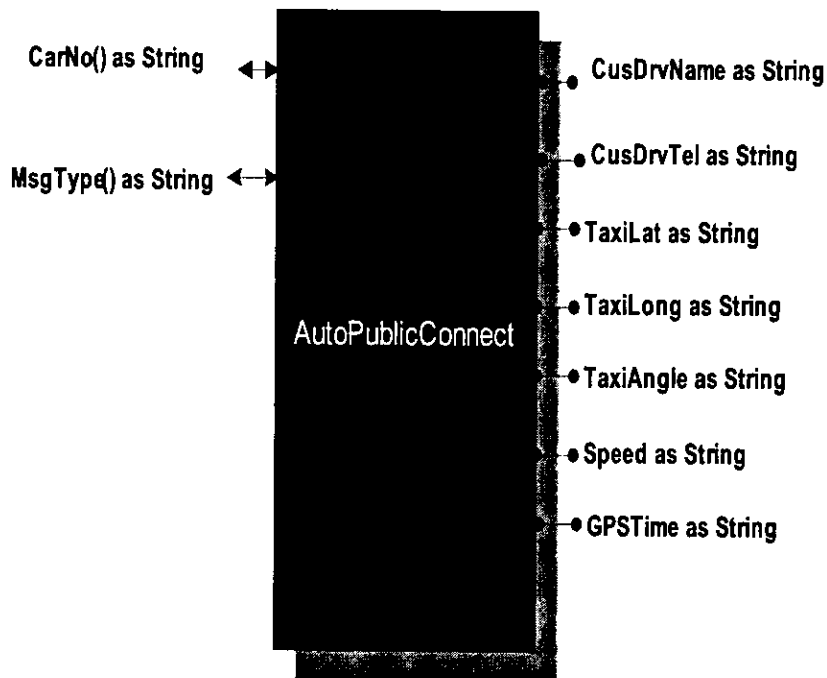 CarNo() as String
MsgType() as String
AutoPublicConnect
CusDrvName as String
CusDrvTel as String
TaxiLat as String
TaxiLong as String
TaxiAngle as String
Speed as String
GPSTime as String